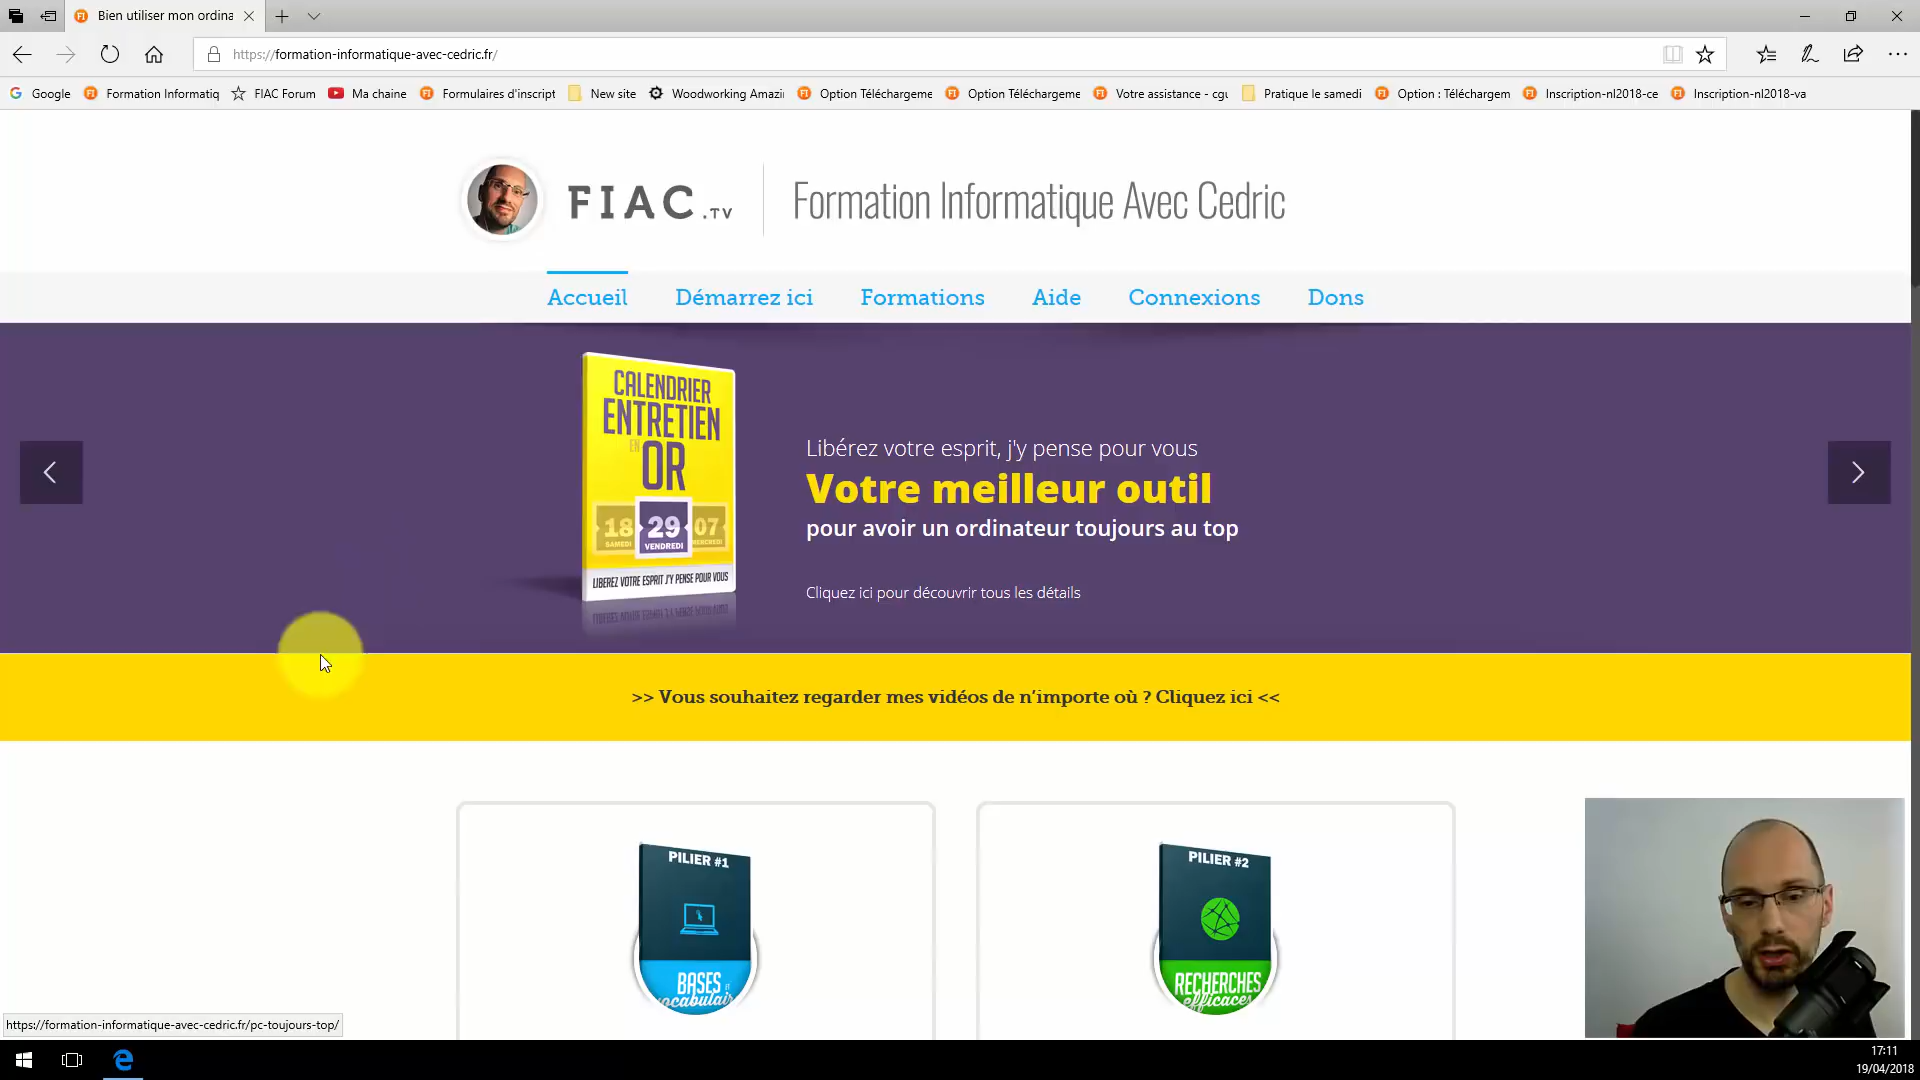 Bien utiliser mon ordina
https://formation-informatique-avec-cedric.fr/
Google
Formation Informatiq
FIAC Forum
Ma chaine
Formulaires d'inscript
New site
Woodworking Amazi
Option Téléchargeme
Option Téléchargeme
Votre assistance - cgu
Pratique le samedi
Option : Téléchargem
Inscription-nl2018-ce
Inscription-nl2018-va
FIAC.TV
Formation Informatique Avec Cedric
Accueil
Démarrez ici
Formations
Aide
Connexions
Dons
CALENDRIER
ENTRETIEN
EN
OR
18
SAMEDI
29
VENDREDI
07
MERCREDI
LIBEREZ VOTRE ESPRIT J'Y PENSE POUR VOUS
Libérez votre esprit, j'y pense pour vous
Votre meilleur outil
pour avoir un ordinateur toujours au top
Cliquez ici pour découvrir tous les détails
>> Vous souhaitez regarder mes vidéos de n'importe où ? Cliquez ici <<
PILIER #1
BASES ET
vocabulair
PILIER #2
RECHERCHES
efficaces
https://formation-informatique-avec-cedric.fr/pc-toujours-top/
17:11
19/04/2018